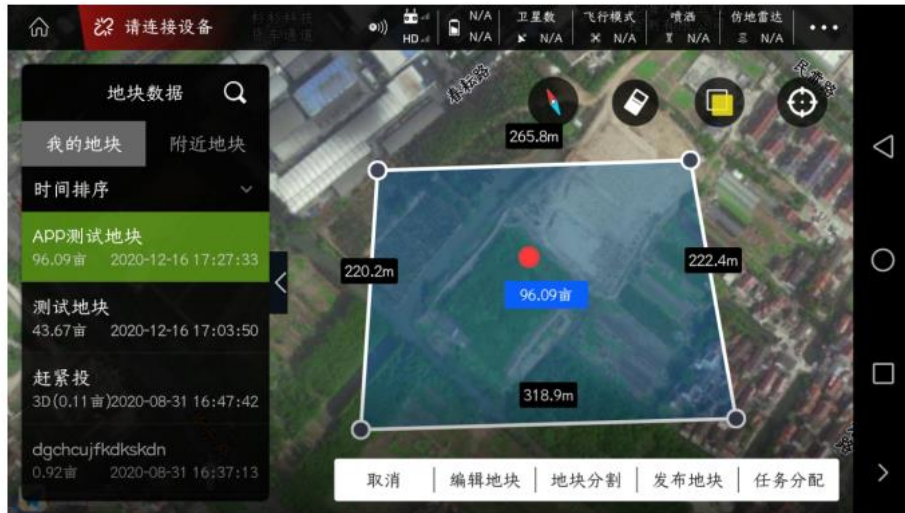 请连接设备
HD
N/A
N/A
卫星数
N/A
飞行模式
N/A
喷洒
N/A
仿地雷达
N/A
地块数据
我的地块
附近地块
时间排序
APP测试地块
96.09亩 2020-12-16 17:27:33
测试地块
43.67亩 2020-12-16 17:03:50
赶紧投
3D(0.11亩)2020-08-31 16:47:42
dgchcujfkdkskdn
0.92亩 2020-08-31 16:37:13
春耘路
265.8m
220.2m
222.4m
96.09亩
318.9m
取消
编辑地块
地块分割
发布地块
任务分配